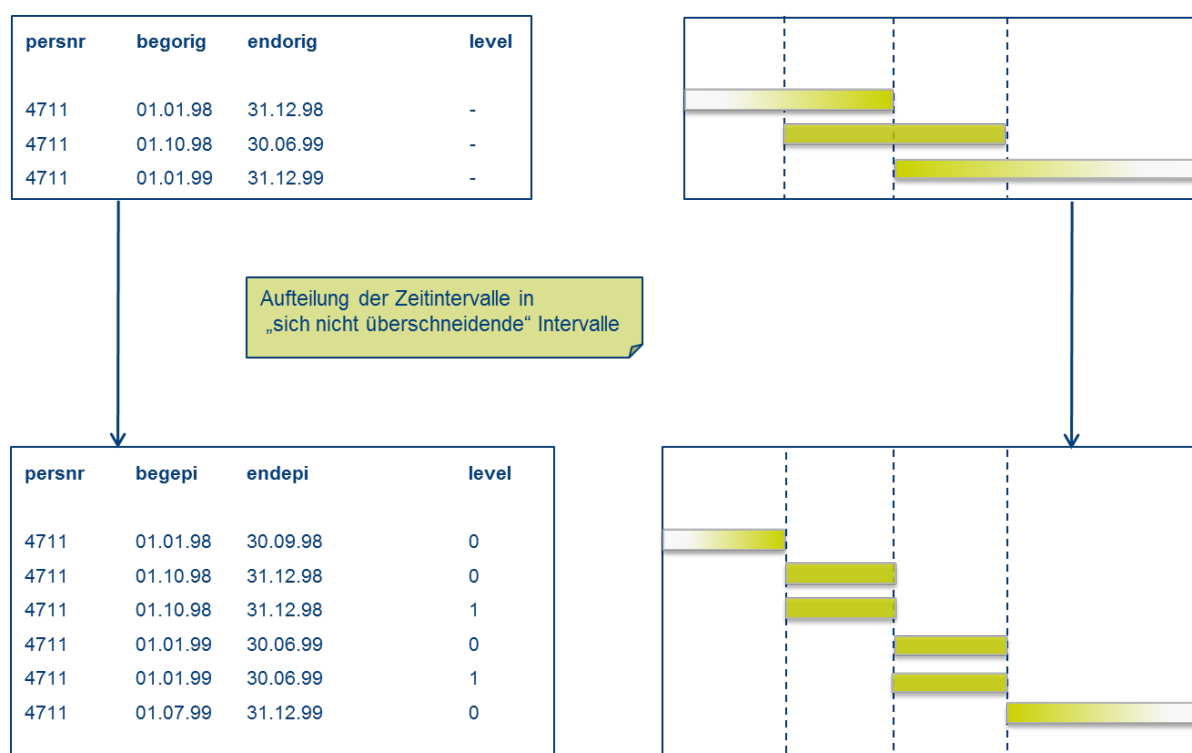 persnr begorig endorig level
4711 01.01.98 31.12.98 -
4711 01.10.98 30.06.99 -
4711 01.01.99 31.12.99 -
Aufteilung der Zeitintervalle in
„sich nicht überschneidende“ Intervalle
persnr begepi endepi level
4711 01.01.98 30.09.98 0
4711 01.10.98 31.12.98 0
4711 01.10.98 31.12.98 1
4711 01.01.99 30.06.99 0
4711 01.01.99 30.06.99 1
4711 01.07.99 31.12.99 0